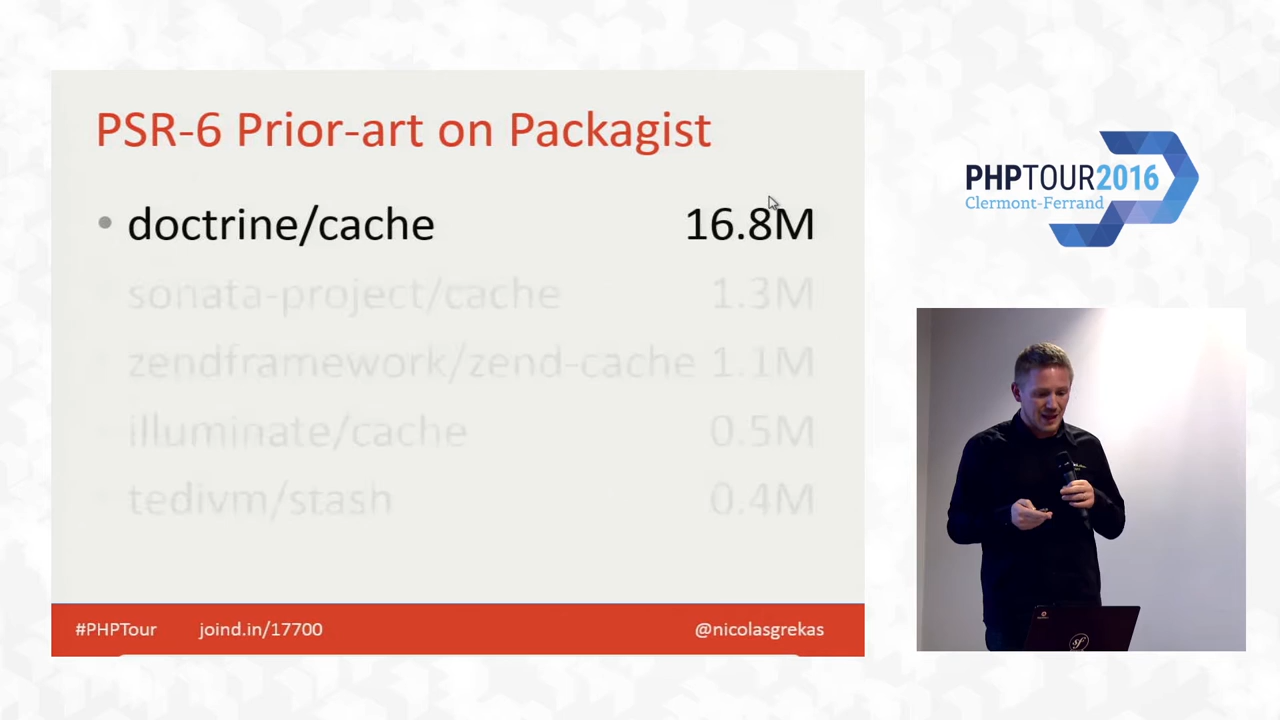 PSR-6 Prior-art on Packagist
• doctrine/cache 16.8M
sonata-project/cache 1.3M
zendframework/zend-cache 1.1M
illuminate/cache 0.5M
tedivm/stash 0.4M
#PHPTour joind.in/17700 @nicolasgrekas
PHPTOUR2016
Clermont-Ferrand
sf